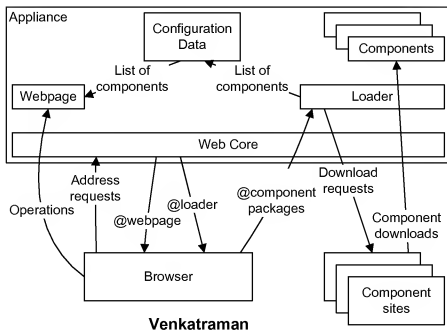 Appliance
Configuration
Data
Components
List of
components
List of
components
Webpage
Loader
Web Core
Address
requests
Download
requests
Operations
@webpage
@loader
@component
packages
Component
downloads
Browser
Component
sites
Venkatraman